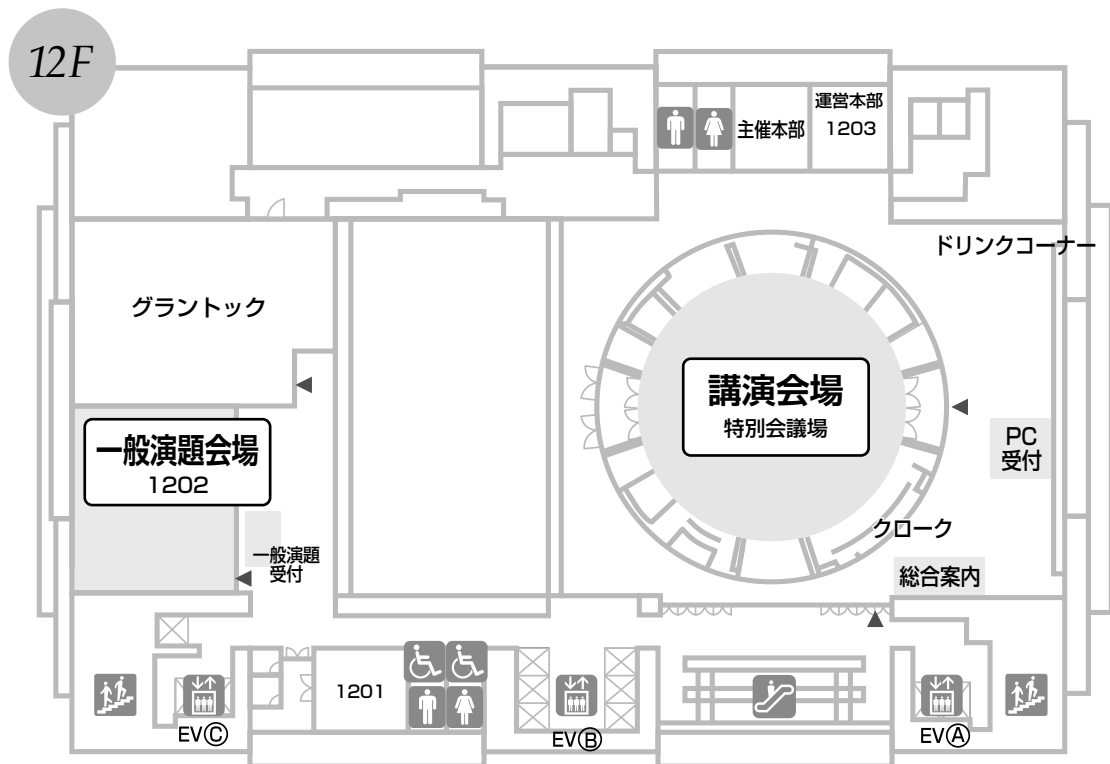 12F
運営本部
1203
主催本部
ドリンクコーナー
グラントック
講演会場
特別会議場
一般演題会場
1202
PC
受付
クローク
一般演題
受付
総合案内
1201
EVⒸ
EVⒷ
EVⒶ